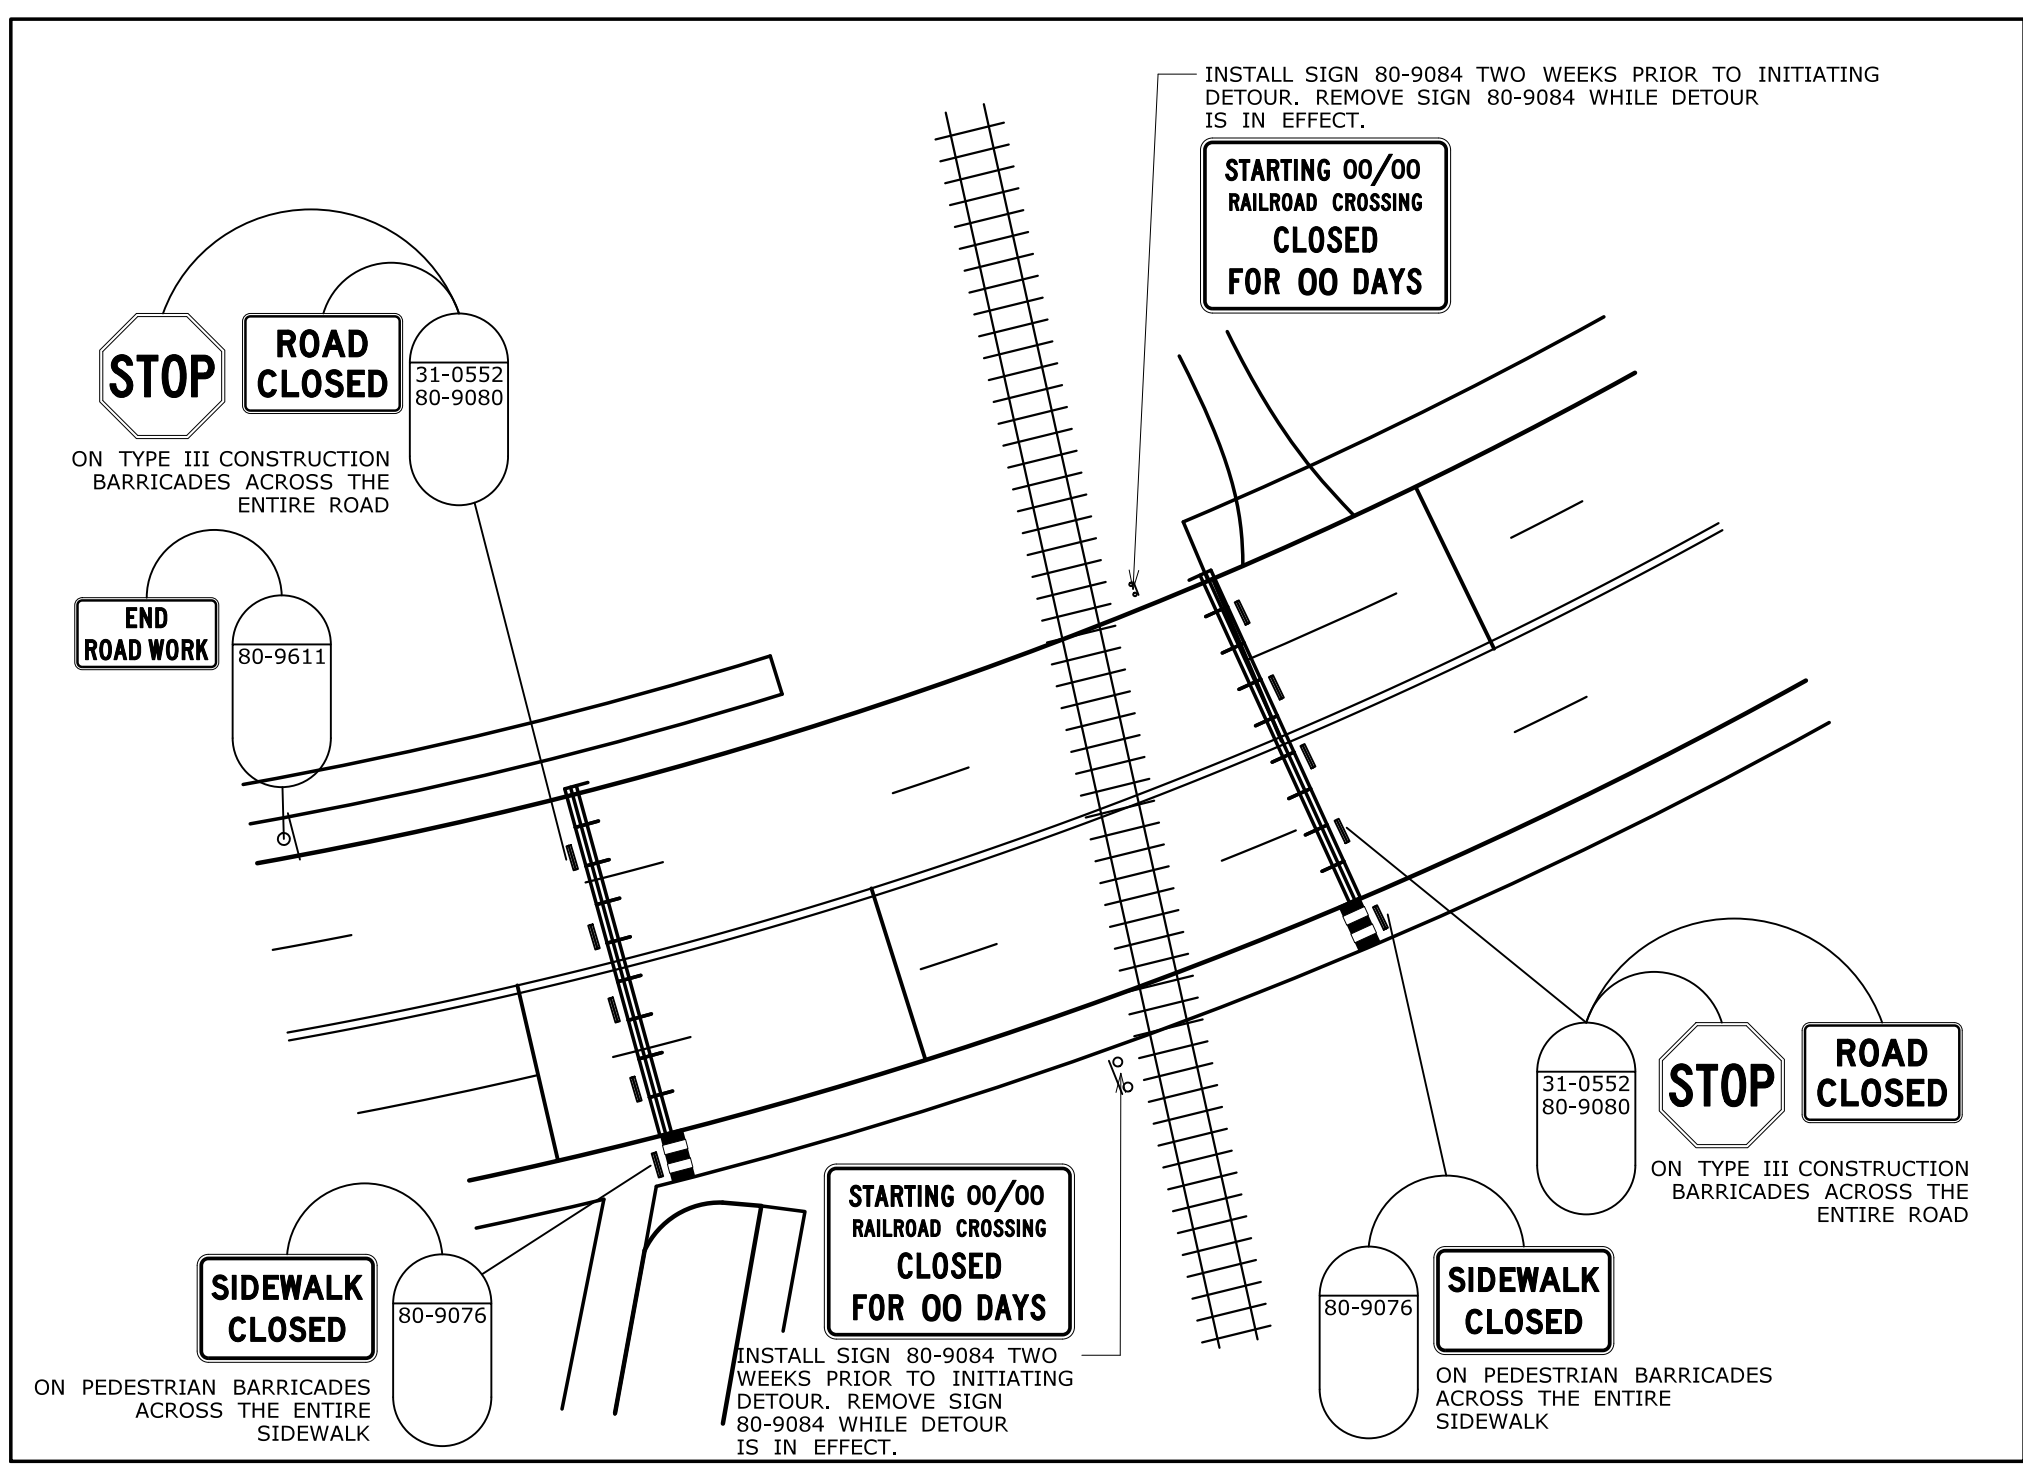 INSTALL SIGN 80-9084 TWO WEEKS PRIOR TO INITIATING
DETOUR. REMOVE SIGN 80-9084 WHILE DETOUR
IS IN EFFECT.
STARTING 00/00
RAILROAD CROSSING
CLOSED
FOR 00 DAYS
STOP
ROAD
CLOSED
31-0552
80-9080
ON TYPE III CONSTRUCTION
BARRICADES ACROSS THE
ENTIRE ROAD
END
ROAD WORK
80-9611
31-0552
80-9080
STOP
ROAD
CLOSED
ON TYPE III CONSTRUCTION
BARRICADES ACROSS THE
ENTIRE ROAD
SIDEWALK
CLOSED
80-9076
ON PEDESTRIAN BARRICADES
ACROSS THE ENTIRE
SIDEWALK
STARTING 00/00
RAILROAD CROSSING
CLOSED
FOR 00 DAYS
INSTALL SIGN 80-9084 TWO
WEEKS PRIOR TO INITIATING
DETOUR. REMOVE SIGN
80-9084 WHILE DETOUR
IS IN EFFECT.
80-9076
SIDEWALK
CLOSED
ON PEDESTRIAN BARRICADES
ACROSS THE ENTIRE
SIDEWALK